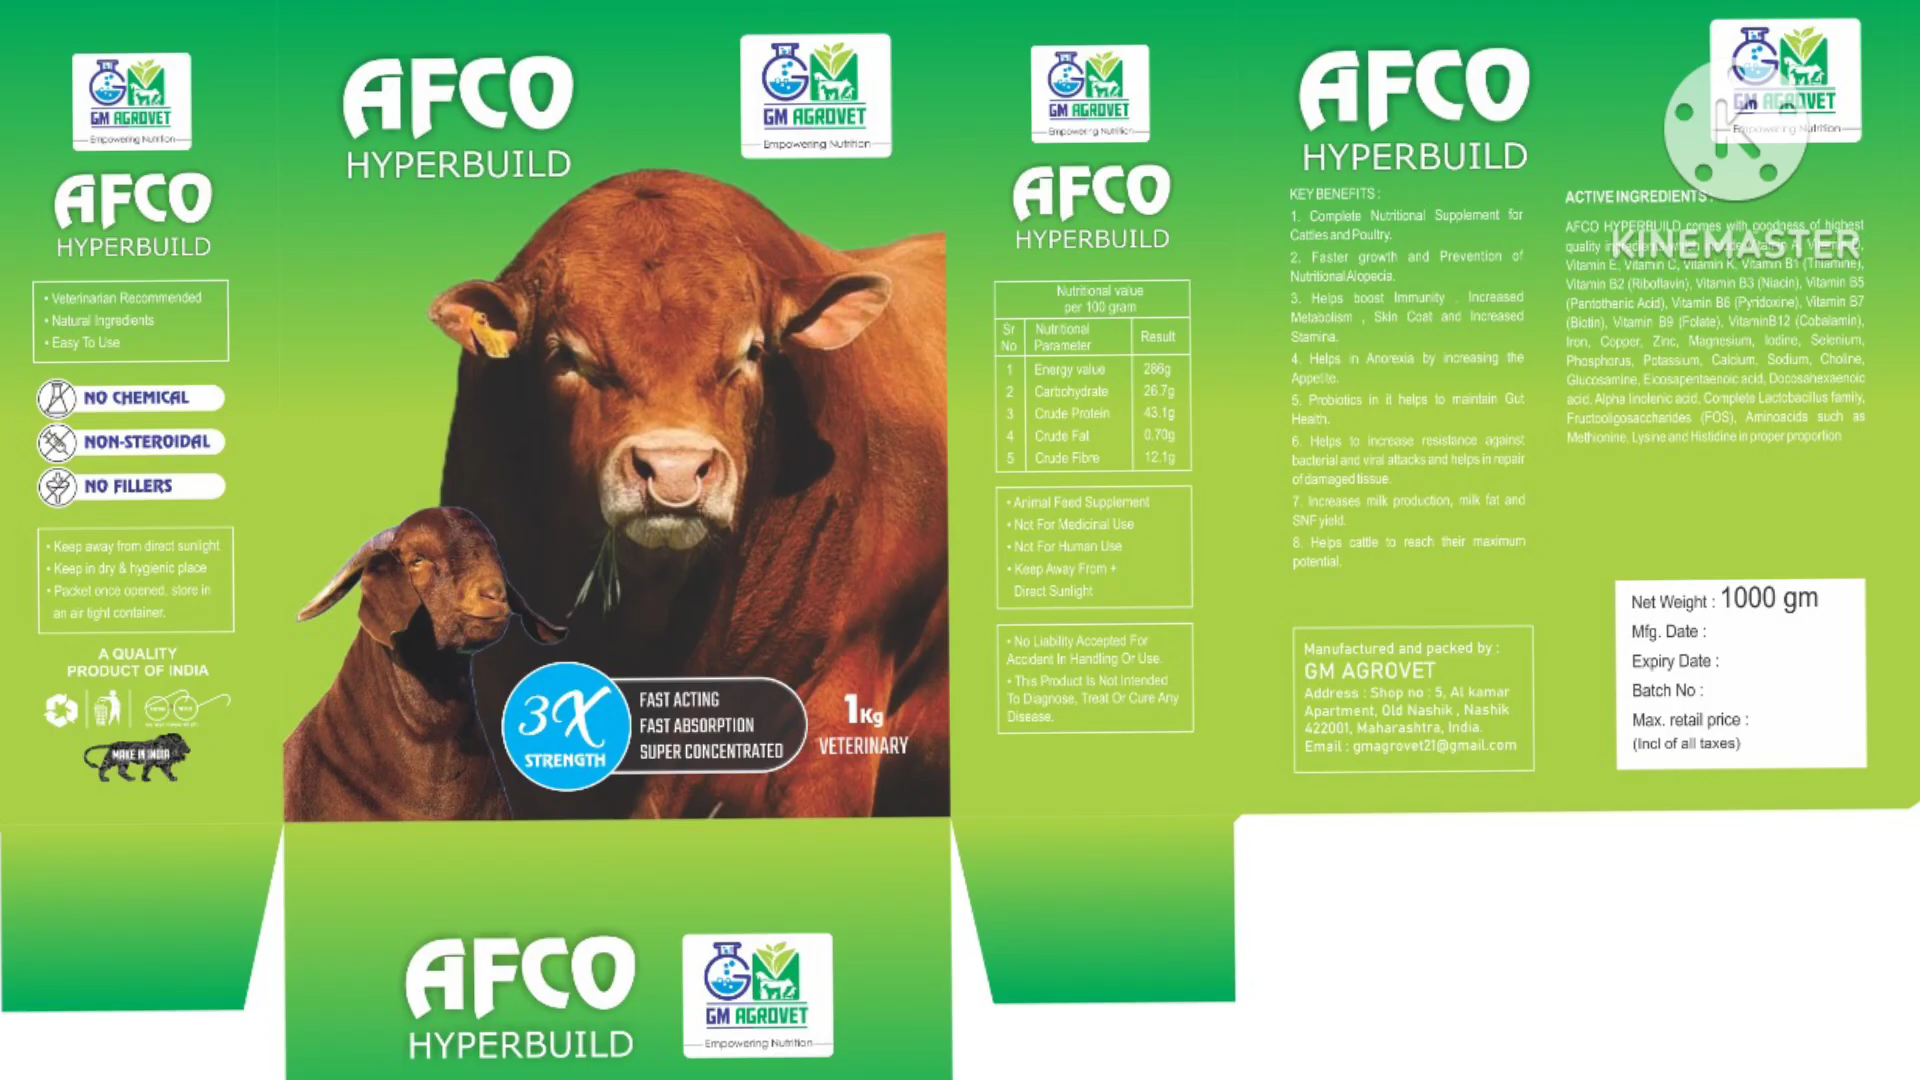 GM AGROVET
Empowering Nutrition
AFCO
HYPERBUILD
• Veterinarian Recommended
• Natural Ingredients
• Easy To Use
NO CHEMICAL
NON-STEROIDAL
NO FILLERS
• Keep away from direct sunlight
• Keep in dry & hygienic place
• Packet once opened, store in
an air tight container.
A QUALITY
PRODUCT OF INDIA
MAKE IN INDIA
AFCO
HYPERBUILD
GM AGROVET
Empowering Nutrition
3X
STRENGTH
FAST ACTING
FAST ABSORPTION
SUPER CONCENTRATED
1Kg
VETERINARY
AFCO
HYPERBUILD
GM AGROVET
Empowering Nutrition
GM AGROVET
Empowering Nutrition
AFCO
HYPERBUILD
Nutritional value
per 100 gram
Sr No Nutritional Parameter Result
1 Energy value 266g
2 Carbohydrate 26.7g
3 Crude Protein 43.1g
4 Crude Fat 0.70g
5 Crude Fibre 12.1g
• Animal Feed Supplement
• Not For Medicinal Use
• Not For Human Use
• Keep Away From +
Direct Sunlight
• No Liability Accepted For
Accident In Handling Or Use.
• This Product Is Not Intended
To Diagnose, Treat Or Cure Any
Disease.
AFCO
HYPERBUILD
KEY BENEFITS :
1. Complete Nutritional Supplement for
Cattles and Poultry.
2. Faster growth and Prevention of
Nutritional Alopecia.
3. Helps boost Immunity , Increased
Metabolism , Skin Coat and Increased
Stamina.
4. Helps in Anorexia by increasing the
Appetite.
5. Probiotics in it helps to maintain Gut
Health.
6. Helps to increase resistance against
bacterial and viral attacks and helps in repair
of damaged tissue.
7. Increases milk production, milk fat and
SNF yield.
8. Helps cattle to reach their maximum
potential.
Manufactured and packed by :
GM AGROVET
Address : Shop no : 5, Al kamar
Apartment, Old Nashik , Nashik
422001, Maharashtra, India.
Email : gmagrovet21@gmail.com
GM AGROVET
Empowering Nutrition
K
KINEMASTER
ACTIVE INGREDIENTS :
AFCO HYPERBUILD comes with goodness of highest
quality
Vitamin E, Vitamin C, Vitamin K, Vitamin B1 (Thiamine),
Vitamin B2 (Riboflavin), Vitamin B3 (Niacin), Vitamin B5
(Pantothenic Acid), Vitamin B6 (Pyridoxine), Vitamin B7
(Biotin), Vitamin B9 (Folate), VitaminB12 (Cobalamin),
Iron, Copper, Zinc, Magnesium, Iodine, Selenium,
Phosphorus, Potassium, Calcium, Sodium, Choline,
Glucosamine, Eicosapentaenoic acid, Docosahexaenoic
acid, Alpha linolenic acid, Complete Lactobacillus family,
Fructooligosaccharides (FOS), Aminoacids such as
Methionine, Lysine and Histidine in proper proportion
Net Weight : 1000 gm
Mfg. Date :
Expiry Date :
Batch No :
Max. retail price :
(Incl of all taxes)